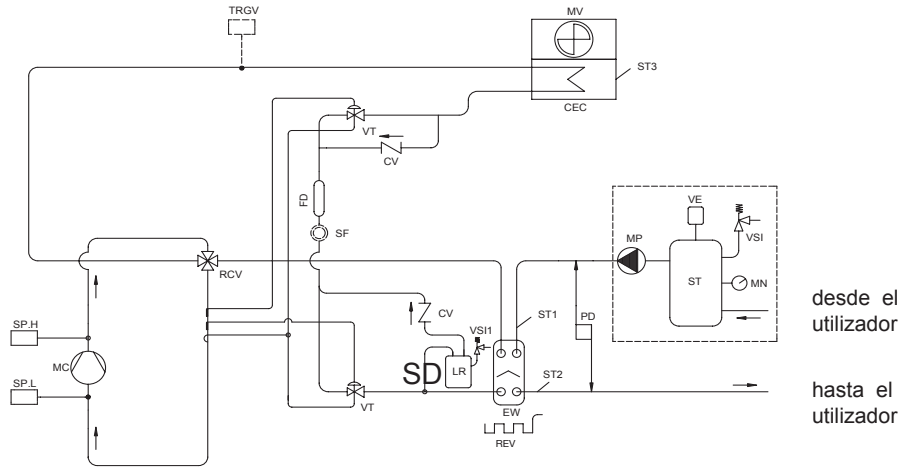 TRGV
MV
ST3
CEC
VT
CV
FD
SF
VE
MP
VSI
RCV
ST
MN
desde el
utilizador
SP.H
CV
ST1
PD
VSI1
MC
SD
LR
ST2
SP.L
VT
EW
hasta el
utilizador
REV